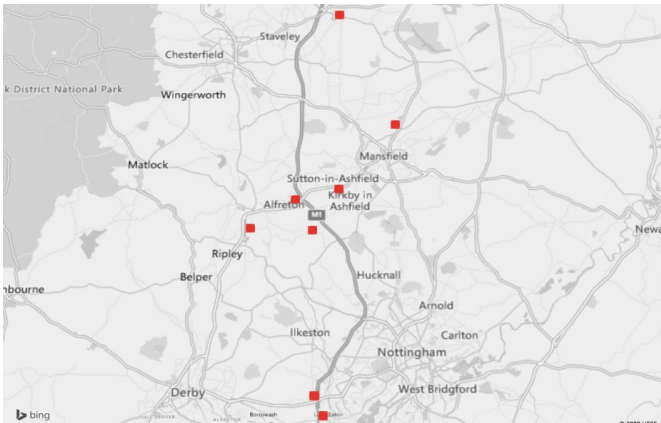 Staveley
Chesterfield
k District National Park
Wingerworth
Mansfield
Matlock
Sutton-in-Ashfield
Kirkby in
Ashfield
Alfreton
M1
Newa
Ripley
Belper
Hucknall
nbourne
Arnold
Ilkeston
Carlton
Nottingham
Derby
West Bridgford
Borrowash
bing